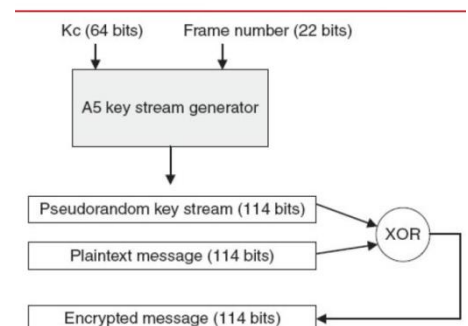 Kc (64 bits)
Frame number (22 bits)
A5 key stream generator
Pseudorandom key stream (114 bits)
XOR
Plaintext message (114 bits)
Encrypted message (114 bits)